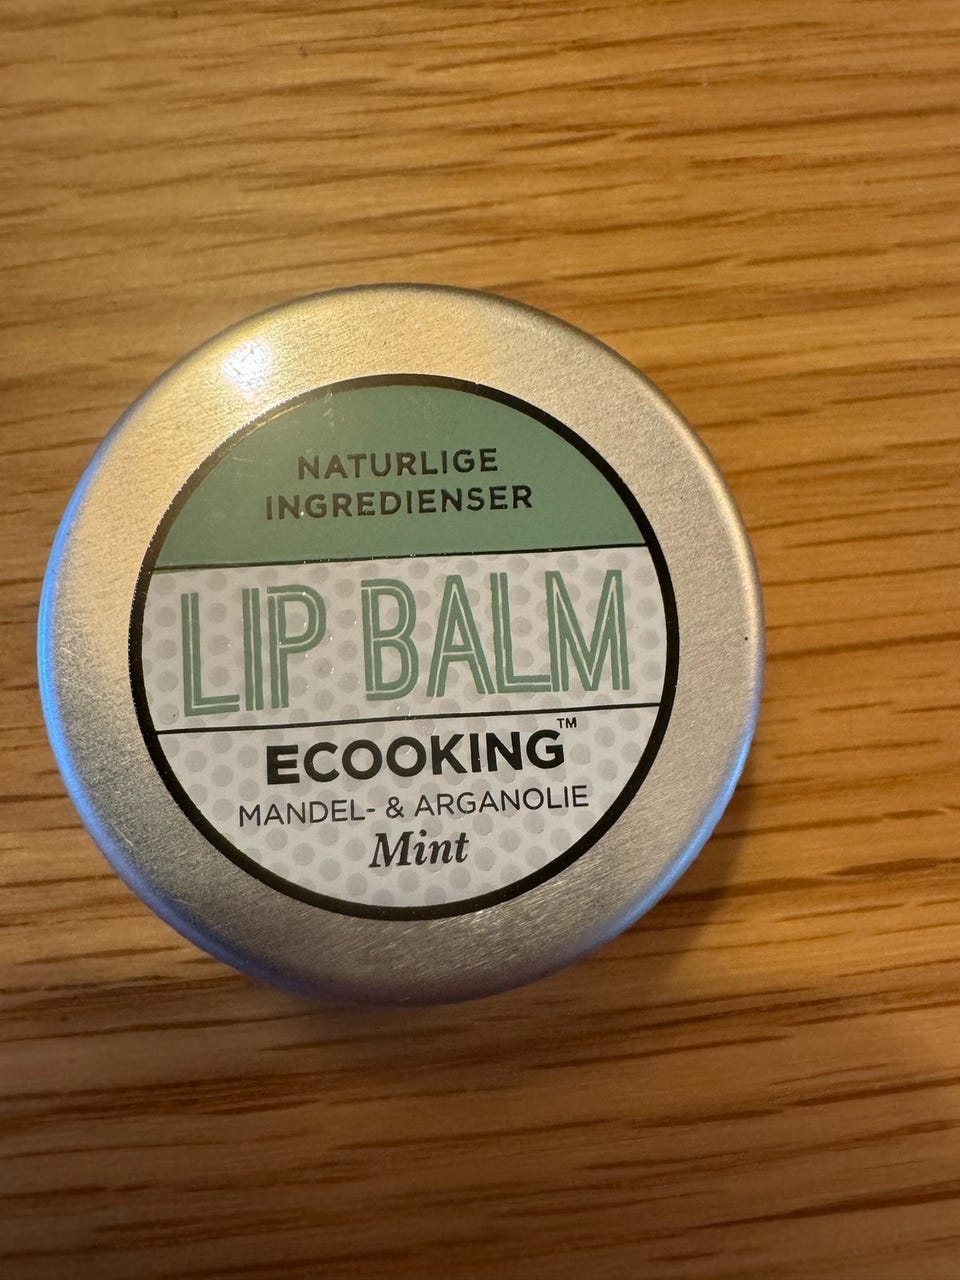 NATURLIGE
INGREDIENSER
LIP BALM
ECOOKING™
MANDEL- & ARGANOLIE
Mint